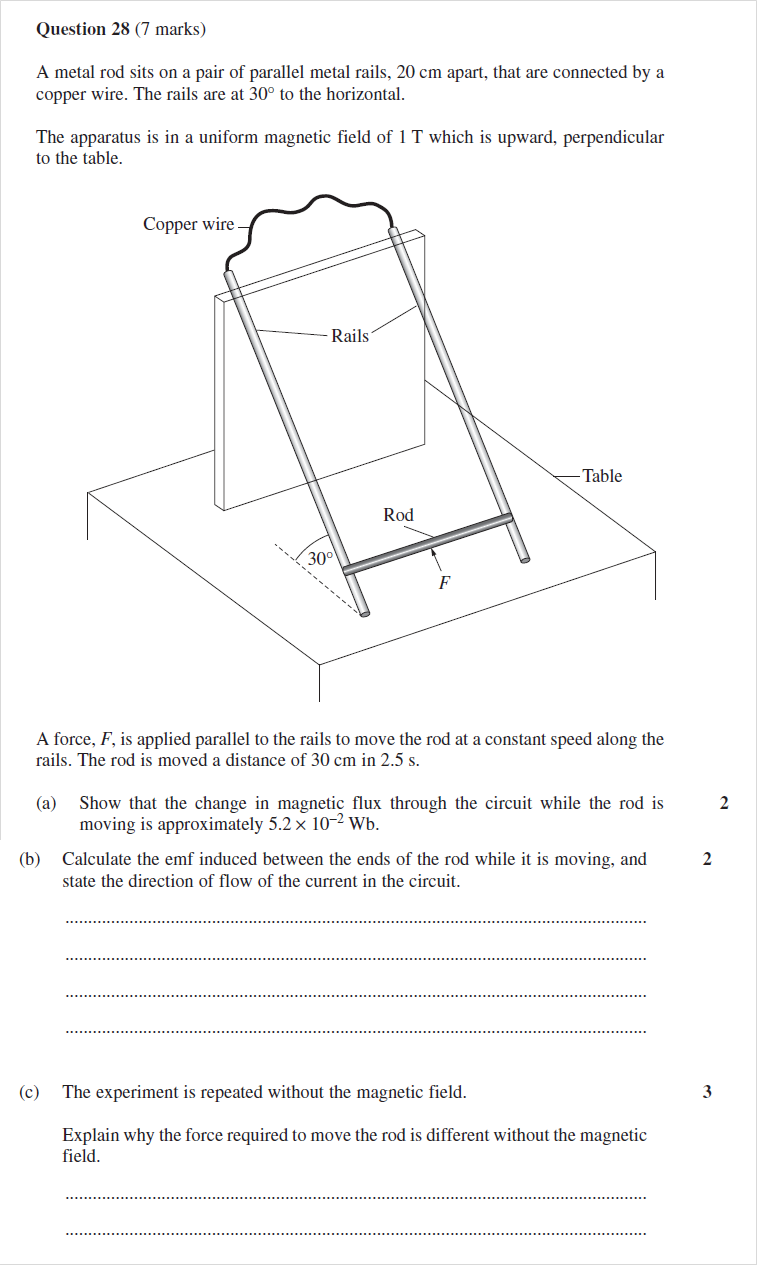 Question 28 (7 marks)
A metal rod sits on a pair of parallel metal rails, 20 cm apart, that are connected by a
copper wire. The rails are at 30° to the horizontal.
The apparatus is in a uniform magnetic field of 1 T which is upward, perpendicular
to the table.
Copper wire
Rails
Table
Rod
30°
F
A force, F, is applied parallel to the rails to move the rod at a constant speed along the
rails. The rod is moved a distance of 30 cm in 2.5 s.
(a) Show that the change in magnetic flux through the circuit while the rod is 2
moving is approximately 5.2 × 10⁻² Wb.
(b) Calculate the emf induced between the ends of the rod while it is moving, and 2
state the direction of flow of the current in the circuit.
(c) The experiment is repeated without the magnetic field. 3
Explain why the force required to move the rod is different without the magnetic
field.